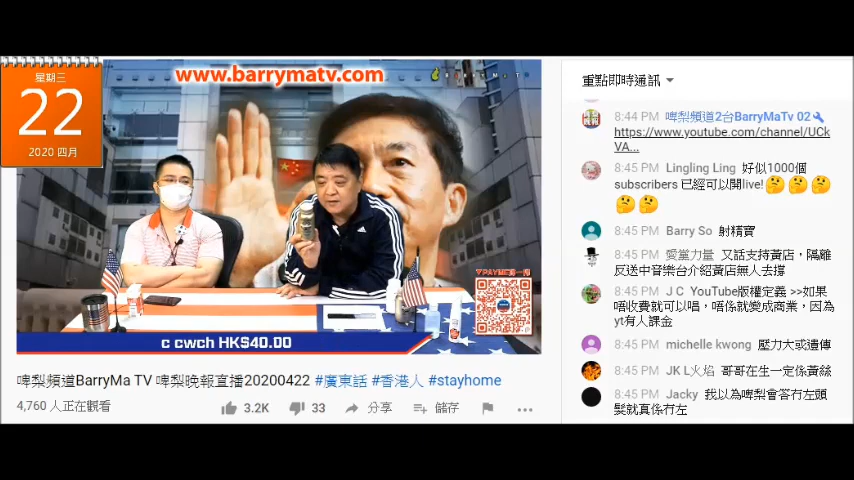 www.barrymatv.com
BARRYMATV
星期三
22
2020 四月
PAYME
c cwch HK$40.00
啤梨頻道BarryMa TV 啤梨晚報直播20200422 #廣東話 #香港人 #stayhome
4,760 人正在觀看
3.2K
33
分享
儲存
重點即時通訊
8:44 PM 啤梨頻道2台BarryMaTv 02
https://www.youtube.com/channel/UCk
VA...
8:45 PM Lingling Ling 好似1000個
subscribers 已經可以開live!
8:45 PM Barry So 射精寶
8:45 PM 愛黨力量 又話支持黃店，隔離
反送中音樂台介紹黃店無人去撐
8:45 PM J C YouTube版權定義 >>如果
唔收費就可以唱，唔係就變成商業，因為
yt有人課金
8:45 PM michelle kwong 壓力大或遺傳
8:45 PM JK L火焰 哥哥在生一定係黃絲
8:45 PM Jacky 我以為啤梨會答冇左頭
髮就真係冇左